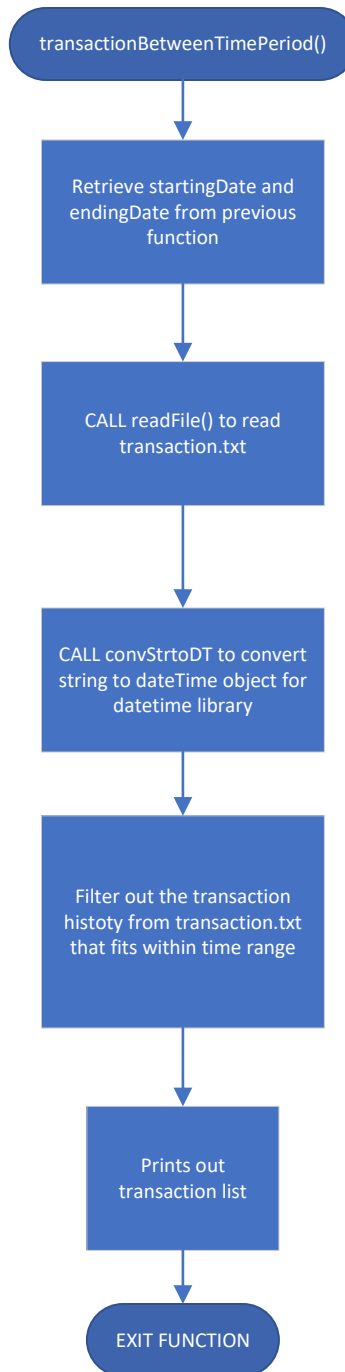 transactionBetweenTimePeriod()
Retrieve startingDate and
endingDate from previous
function
CALL readFile() to read
transaction.txt
CALL convStrtoDT to convert
string to dateTime object for
datetime library
Filter out the transaction
histoty from transaction.txt
that fits within time range
Prints out
transaction list
EXIT FUNCTION